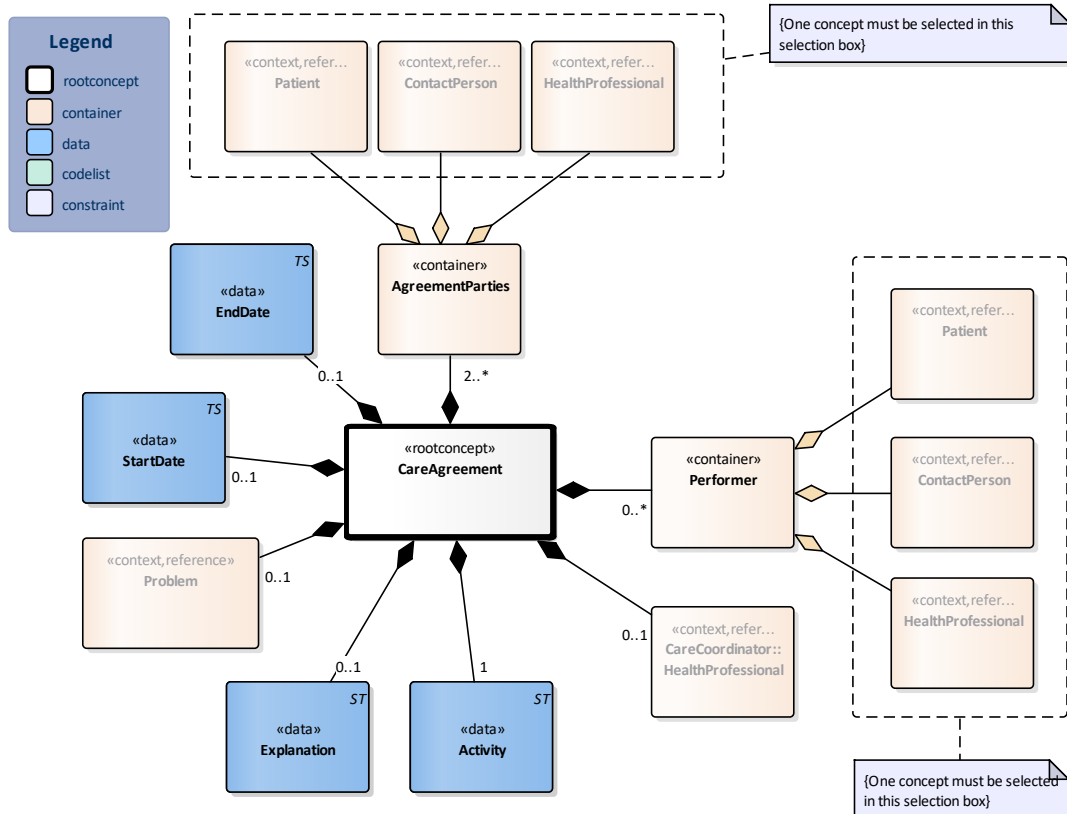 Legend
rootconcept
container
data
codelist
constraint
{One concept must be selected in this
selection box}
«context,refer...
Patient
«context,refer...
ContactPerson
«context,refer...
HealthProfessional
TS
«data»
EndDate
0..1
«container»
AgreementParties
2..*
TS
«data»
StartDate
0..1
«rootconcept»
CareAgreement
«container»
Performer
0..*
«context,refer...
Patient
«context,refer...
ContactPerson
«context,refer...
HealthProfessional
«context,reference»
Problem
0..1
0..1
ST
«data»
Explanation
1
ST
«data»
Activity
0..1
«context,refer...
CareCoordinator::
HealthProfessional
{One concept must be selected
in this selection box}